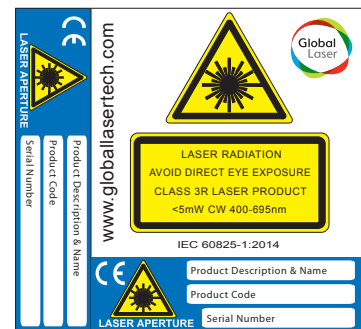 LASER APERTURE
Serial Number
Product Code
Product Description & Name
www.globallasertech.com
Global
Laser
LASER RADIATION
AVOID DIRECT EYE EXPOSURE
CLASS 3R LASER PRODUCT
<5mW CW 400-695nm
IEC 60825-1:2014
CE
CE
LASER APERTURE
Product Description & Name
Product Code
Serial Number